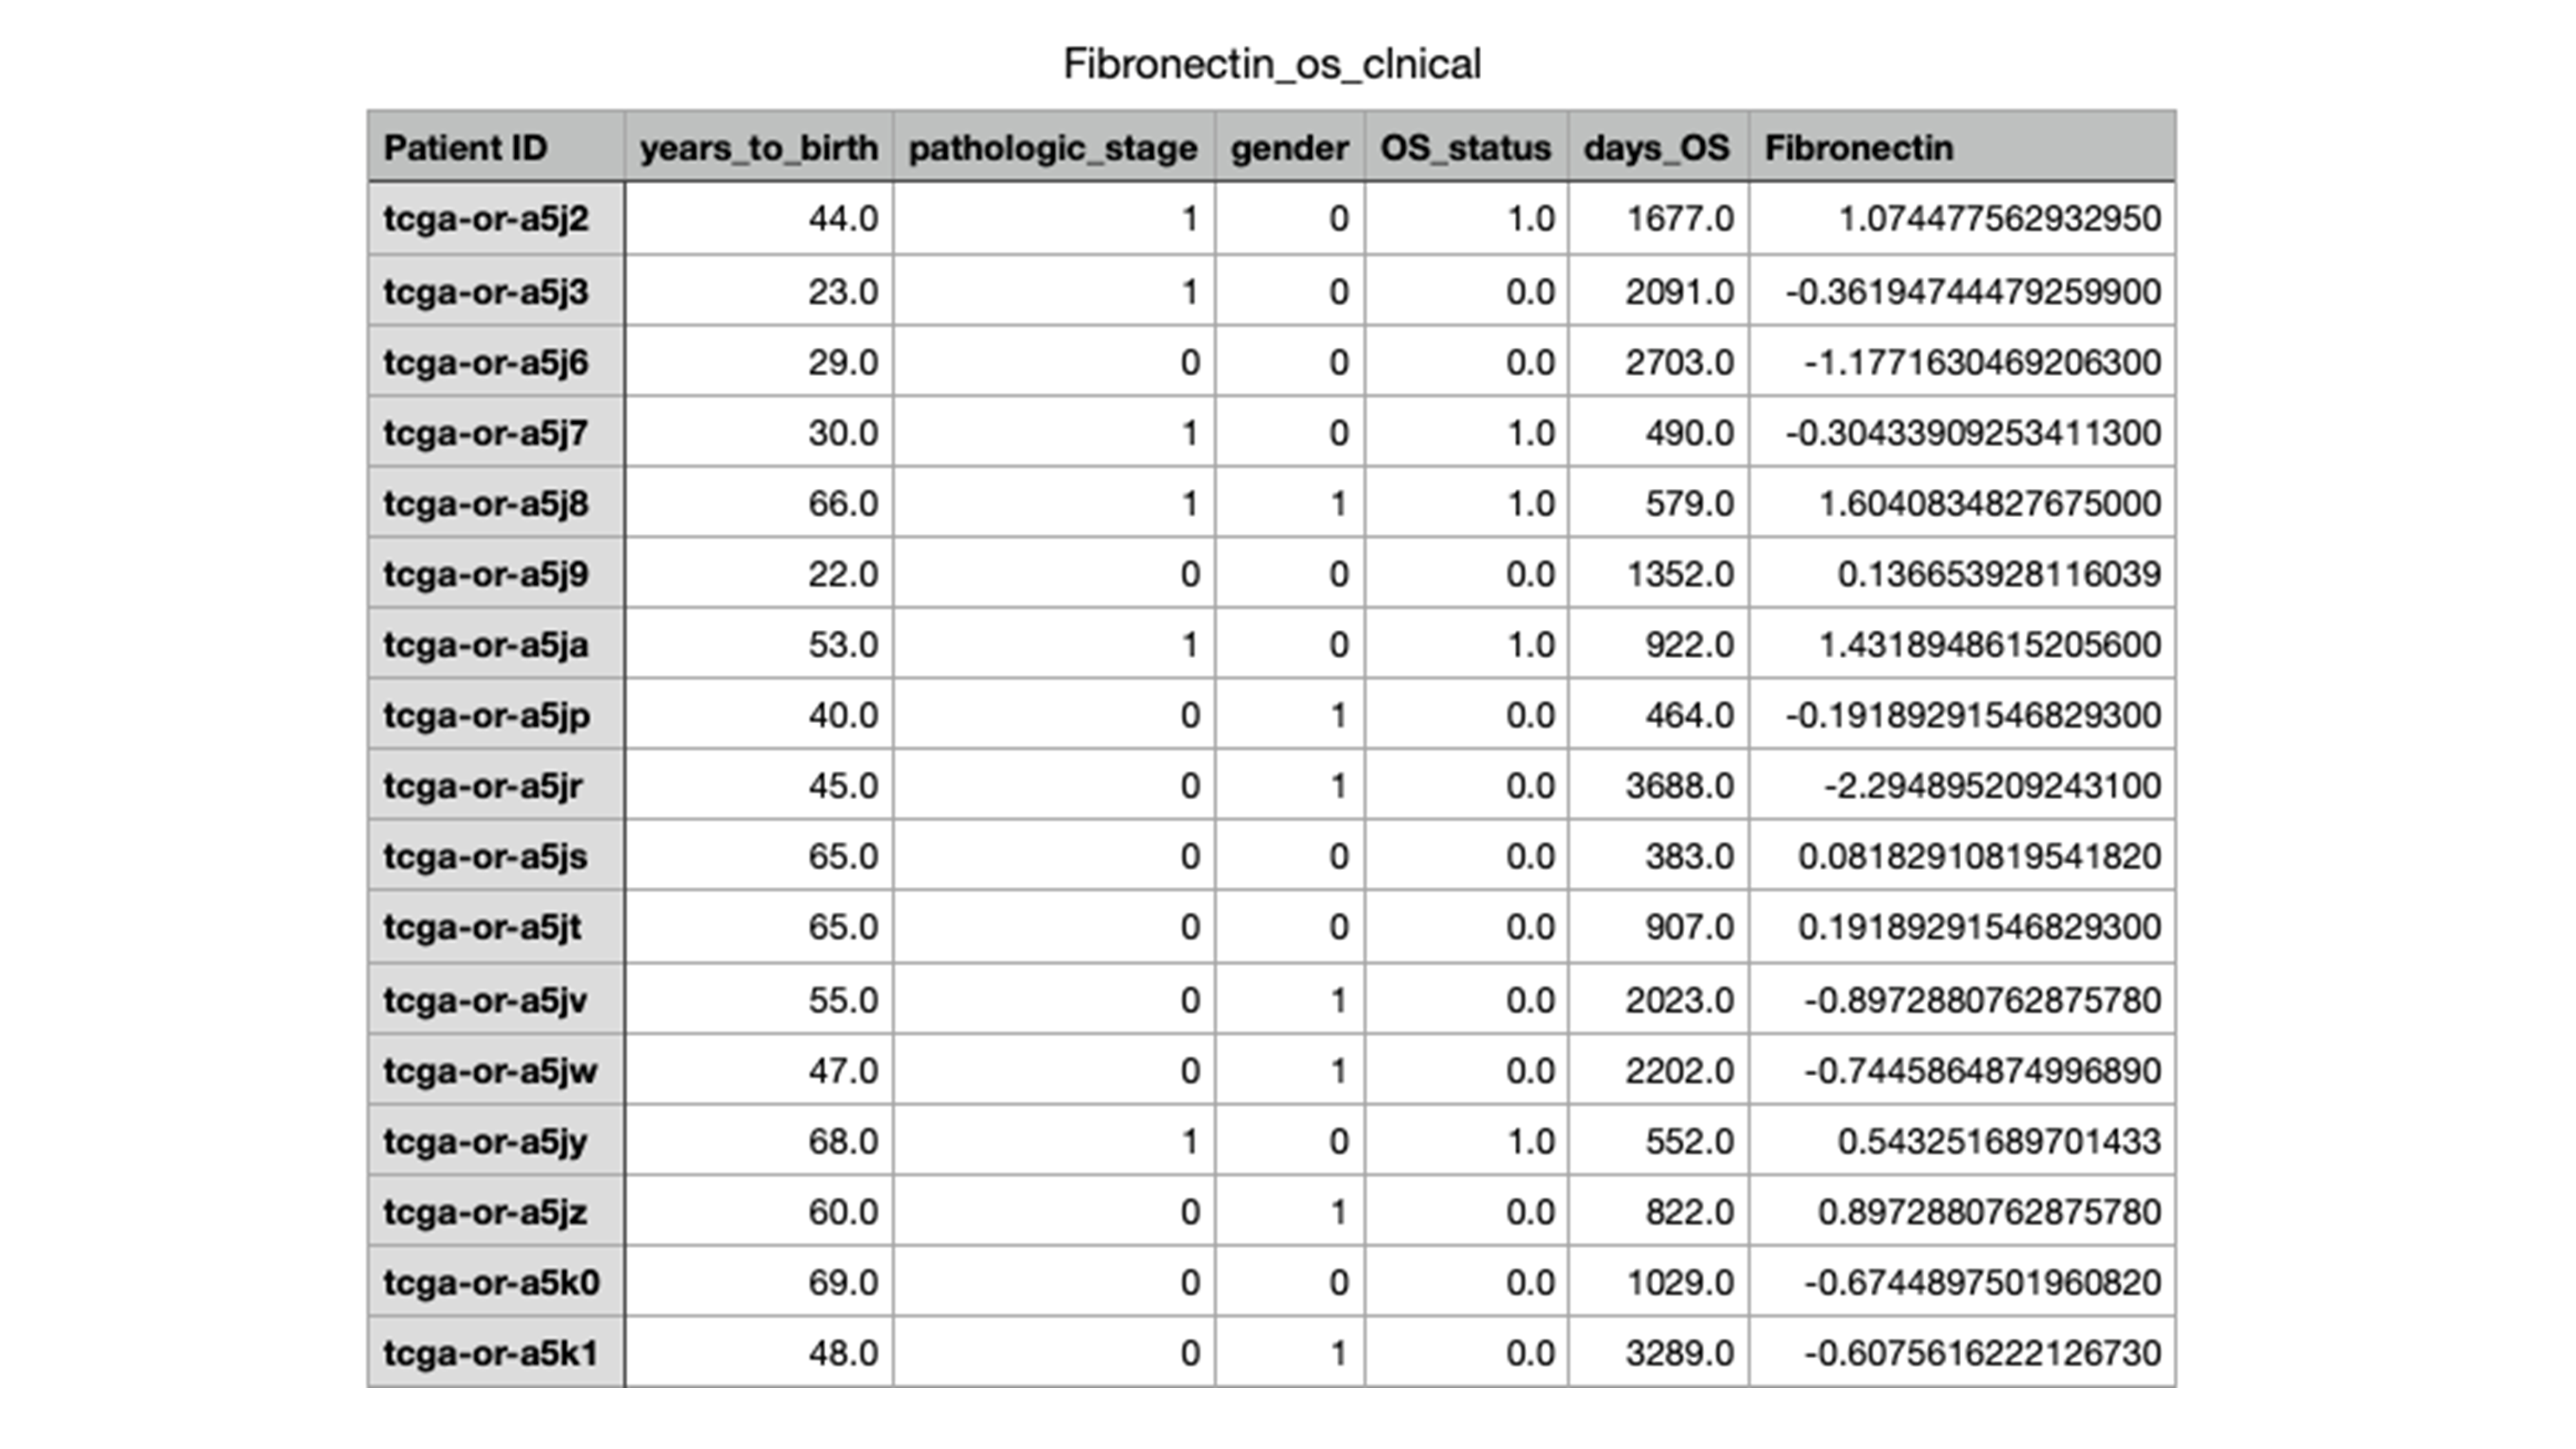 Fibronectin_os_clnical
Patient ID years_to_birth pathologic_stage gender OS_status days_OS Fibronectin
tcga-or-a5j2 44.0 1 0 1.0 1677.0 1.074477562932950
tcga-or-a5j3 23.0 1 0 0.0 2091.0 -0.36194744479259900
tcga-or-a5j6 29.0 0 0 0.0 2703.0 -1.1771630469206300
tcga-or-a5j7 30.0 1 0 1.0 490.0 -0.30433909253411300
tcga-or-a5j8 66.0 1 1 1.0 579.0 1.6040834827675000
tcga-or-a5j9 22.0 0 0 0.0 1352.0 0.136653928116039
tcga-or-a5ja 53.0 1 0 1.0 922.0 1.4318948615205600
tcga-or-a5jp 40.0 0 1 0.0 464.0 -0.19189291546829300
tcga-or-a5jr 45.0 0 1 0.0 3688.0 -2.294895209243100
tcga-or-a5js 65.0 0 0 0.0 383.0 0.08182910819541820
tcga-or-a5jt 65.0 0 0 0.0 907.0 0.19189291546829300
tcga-or-a5jv 55.0 0 1 0.0 2023.0 -0.8972880762875780
tcga-or-a5jw 47.0 0 1 0.0 2202.0 -0.7445864874996890
tcga-or-a5jy 68.0 1 0 1.0 552.0 0.543251689701433
tcga-or-a5jz 60.0 0 1 0.0 822.0 0.8972880762875780
tcga-or-a5k0 69.0 0 0 0.0 1029.0 -0.6744897501960820
tcga-or-a5k1 48.0 0 1 0.0 3289.0 -0.6075616222126730